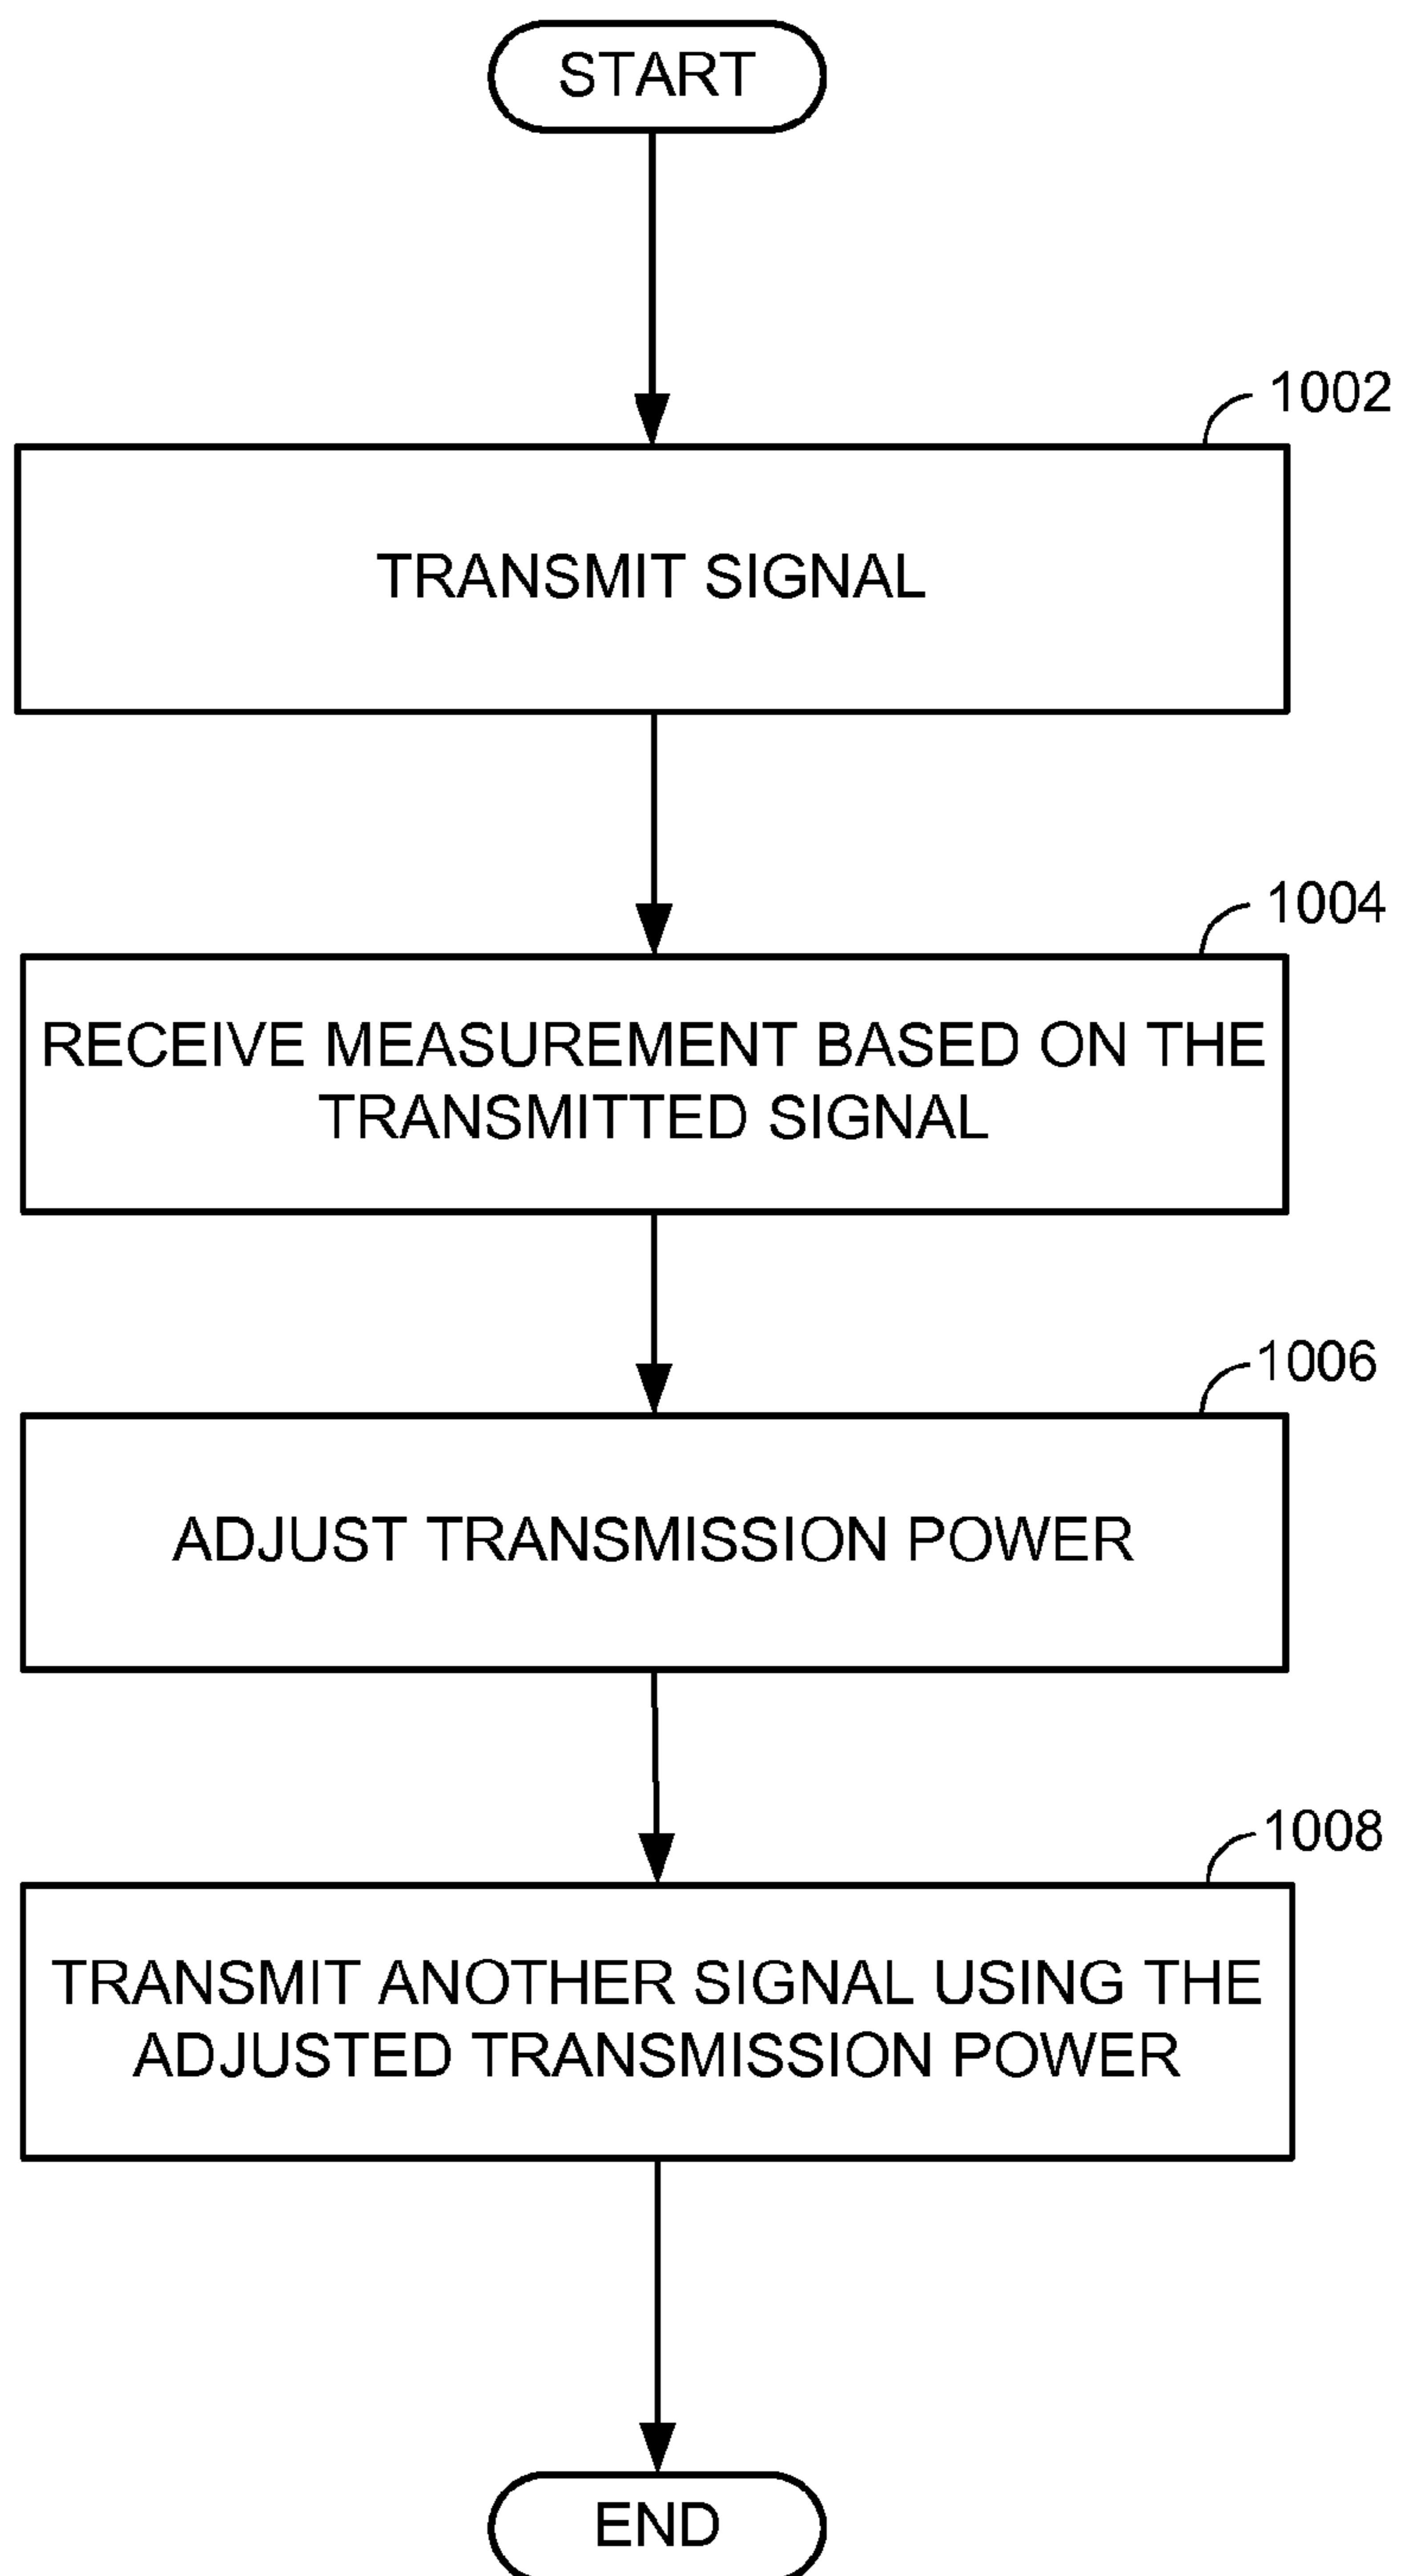 START
1002
TRANSMIT SIGNAL
1004
RECEIVE MEASUREMENT BASED ON THE
TRANSMITTED SIGNAL
1006
ADJUST TRANSMISSION POWER
1008
TRANSMIT ANOTHER SIGNAL USING THE
ADJUSTED TRANSMISSION POWER
END